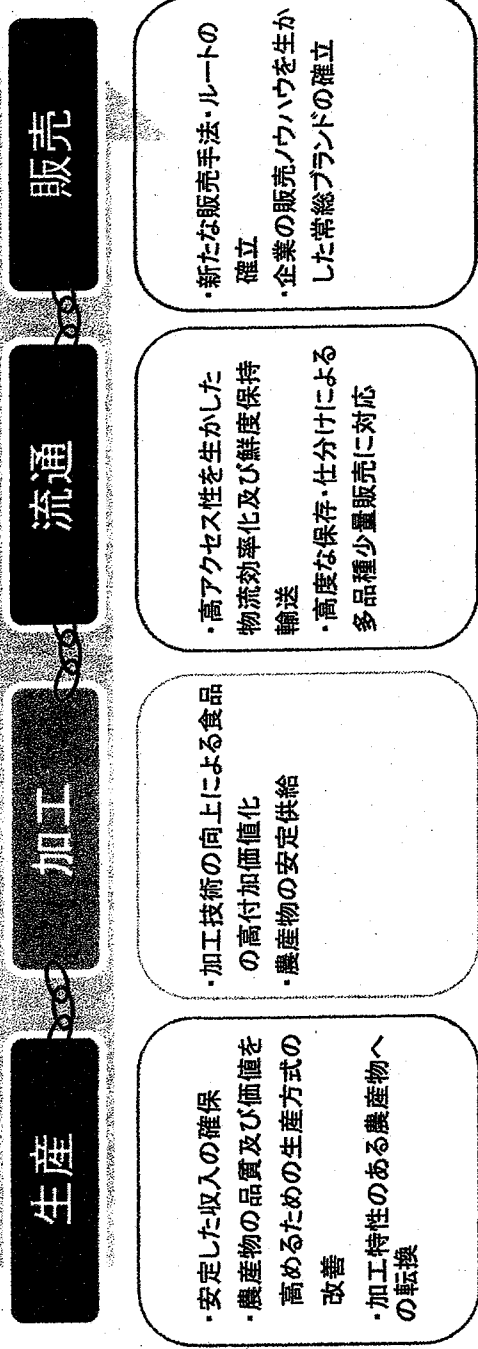 生産
・安定した収入の確保
・農産物の品質及び価値を
高めるための生産方式の
改善
・加工特性のある農産物へ
の転換
加工
・加工技術の向上による食品
の高付加価値化
・農産物の安定供給
流通
・高アクセス性を生かした
物流効率化及び鮮度保持
輸送
・高度な保存・仕分けによる
多品種少量販売に対応
販売
・新たな販売手法・ルートの
確立
・企業の販売ノウハウを生か
した常総ブランドの確立